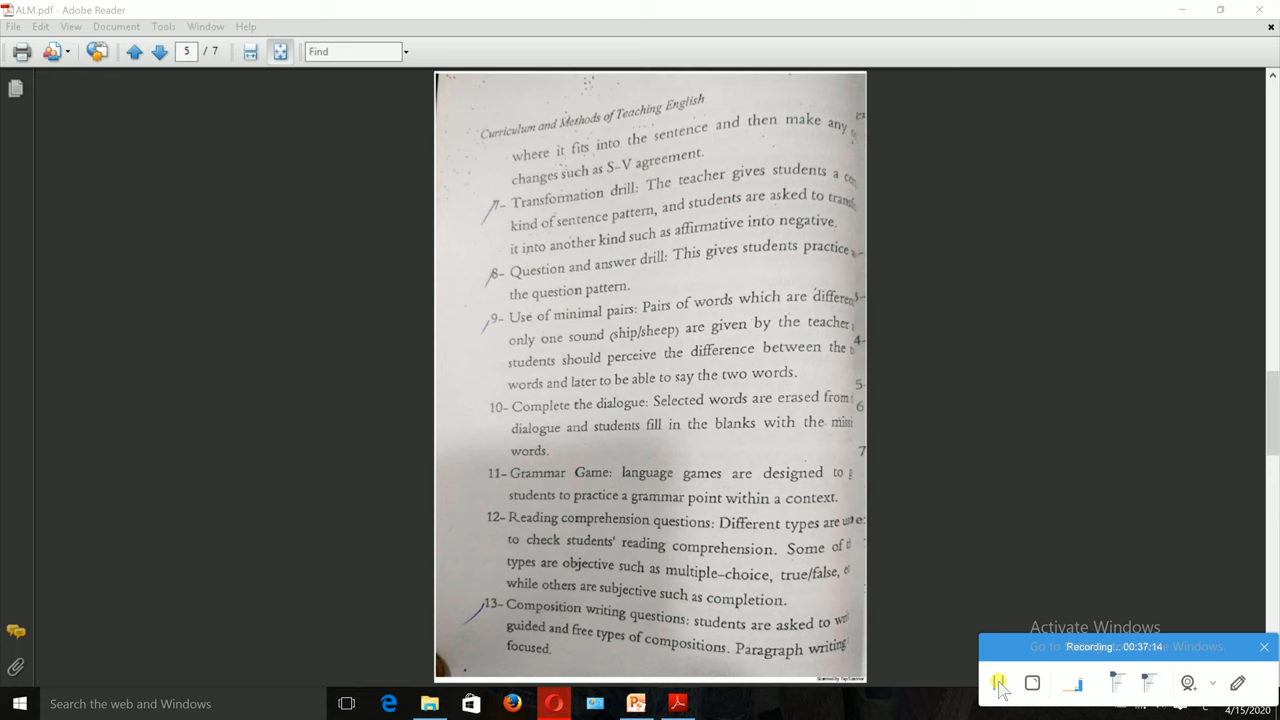 ALM.pdf - Adobe Reader
File Edit View Document Tools Window Help
5 / 7 Find
Curriculum and Methods of Teaching English
where it fits into the sentence and then make any
changes such as S-V agreement.
7- Transformation drill: The teacher gives students a
kind of sentence pattern, and students are asked to
it into another kind such as affirmative into negative.
8- Question and answer drill: This gives students practice
the question pattern.
9- Use of minimal pairs: Pairs of words which are
only one sound (ship/sheep) are given by the teacher
students should perceive the difference between the
words and later to be able to say the two words.
10- Complete the dialogue: Selected words are erased from
dialogue and students fill in the blanks with the
words.
11- Grammar Game: language games are designed to
students to practice a grammar point within a context.
12- Reading comprehension questions: Different types are
to check students' reading comprehension. Some of
types are objective such as multiple-choice, true/false,
while others are subjective such as completion.
13- Composition writing questions: students are asked to
guided and free types of compositions. Paragraph writing
focused.
3-
4-
5-
6
7
Activate Windows
Recording... 00:37:14
Search the web and Windows
4/15/2020